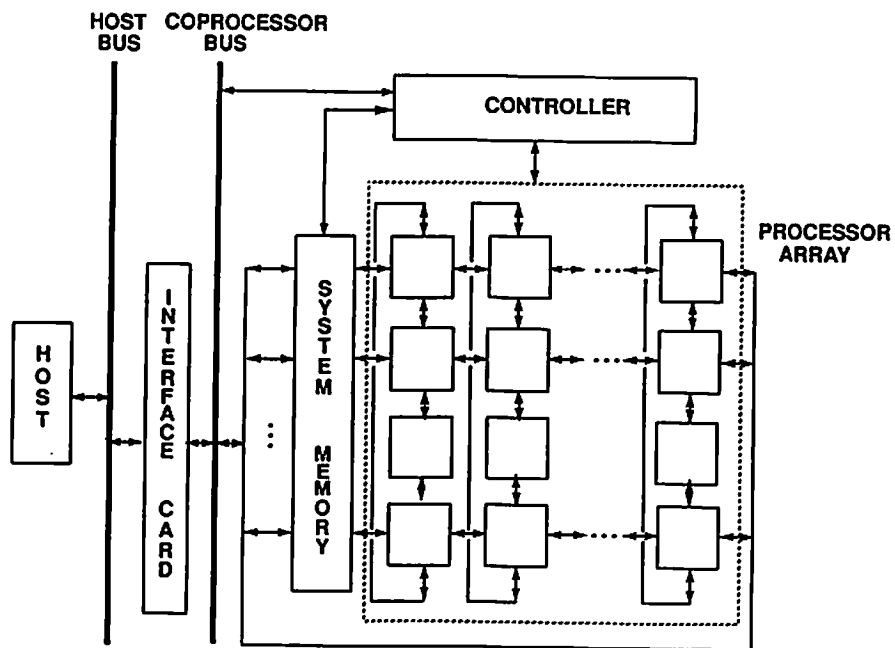 HOST
BUS
COPROCESSOR
BUS
CONTROLLER
PROCESSOR
ARRAY
SYSTEM MEMORY
INTERFACE CARD
HOST